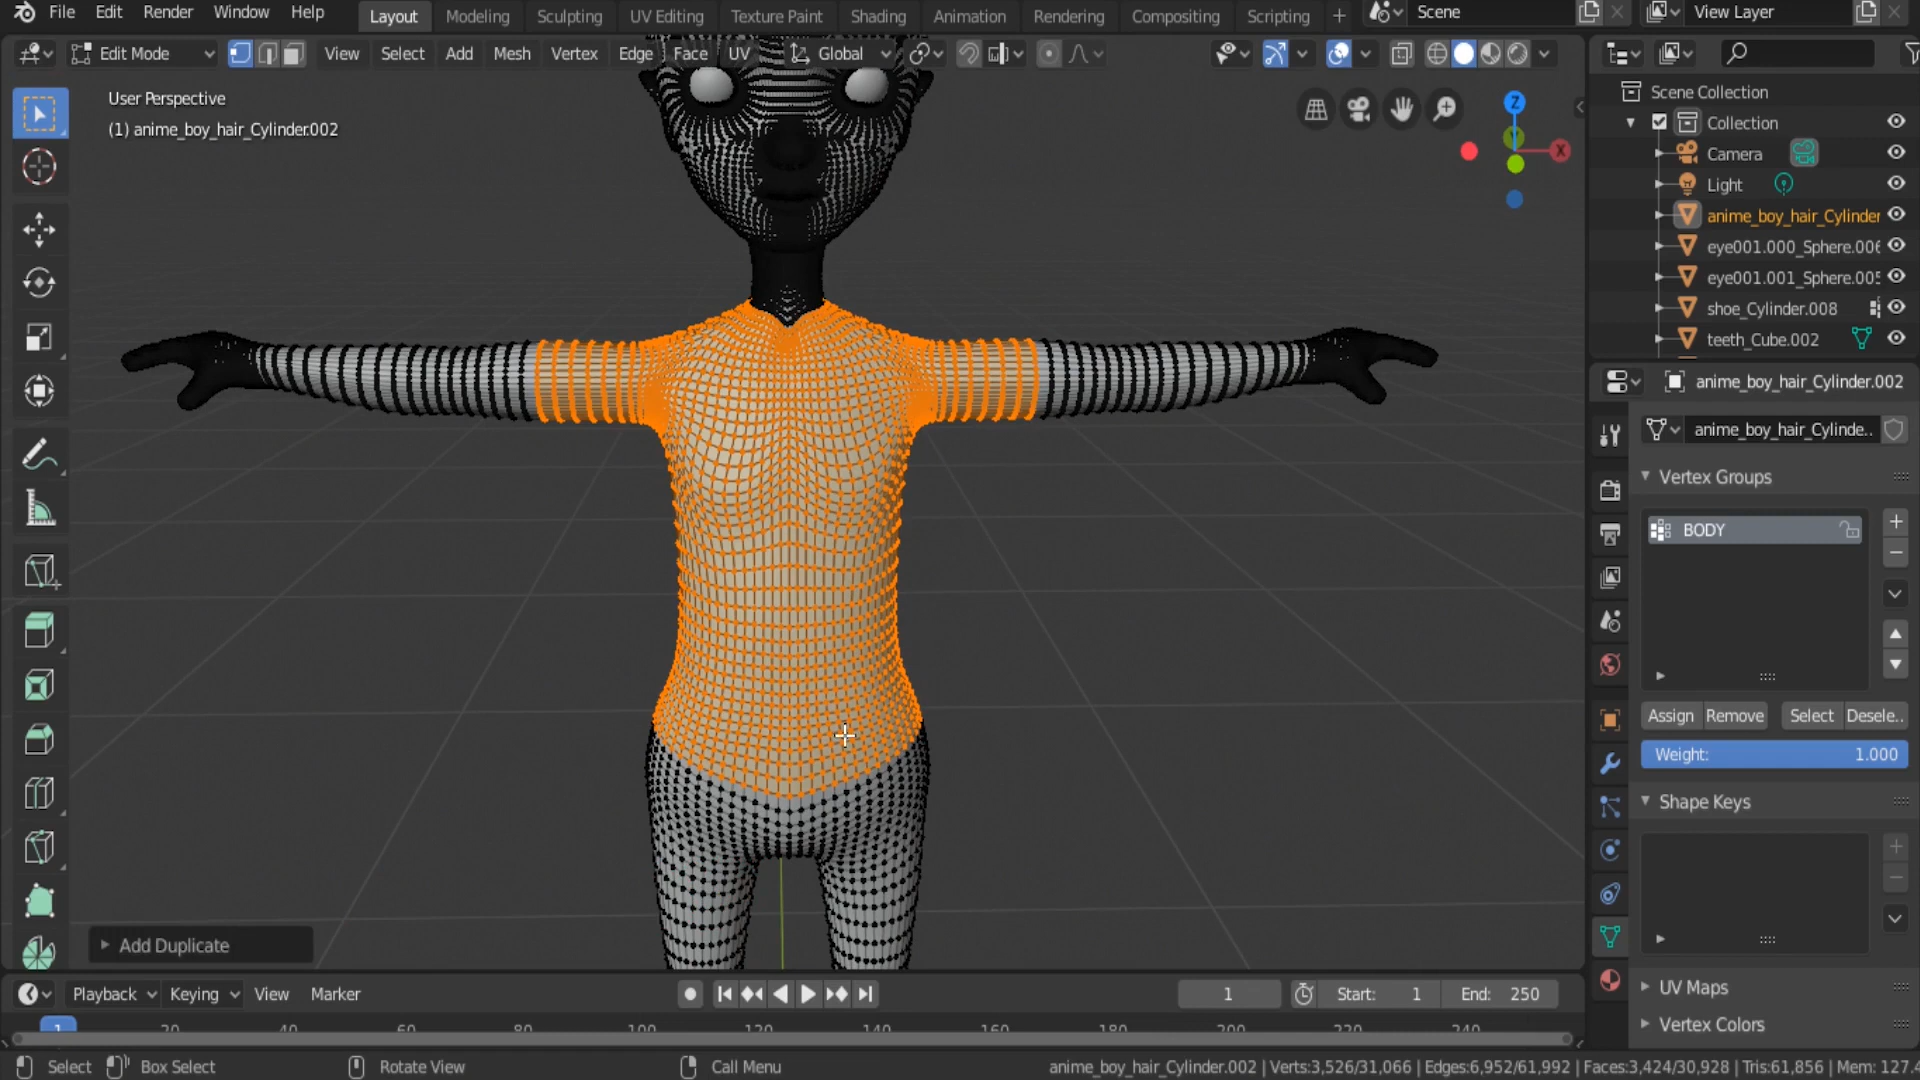 File Edit Render Window Help Layout Modeling Sculpting UV Editing Texture Paint Shading Animation Rendering Compositing Scripting + Scene View Layer
Edit Mode View Select Add Mesh Vertex Edge Face UV Global
User Perspective
(1) anime_boy_hair_Cylinder.002
Z
X
Scene Collection
Collection
Camera
Light
anime_boy_hair_Cylinder
eye001.000_Sphere.006
eye001.001_Sphere.005
shoe_Cylinder.008
teeth_Cube.002
anime_boy_hair_Cylinder.002
anime_boy_hair_Cylinde..
Vertex Groups
BODY
Assign Remove Select Desele..
Weight: 1.000
Shape Keys
UV Maps
Vertex Colors
Add Duplicate
Playback Keying View Marker 1 Start: 1 End: 250
1 20 40 60 80 100 120 140 160 180 200 220 240
Select Box Select Rotate View Call Menu anime_boy_hair_Cylinder.002 | Verts:3,526/31,066 | Edges:6,952/61,992 | Faces:3,424/30,928 | Tris:61,856 | Mem: 127.4